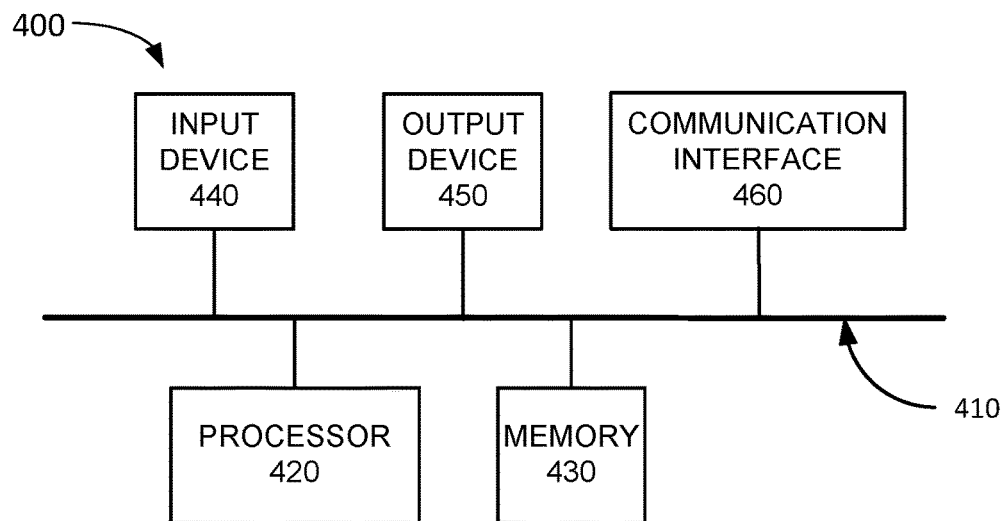 400
INPUT
DEVICE
440
OUTPUT
DEVICE
450
COMMUNICATION
INTERFACE
460
410
PROCESSOR
420
MEMORY
430